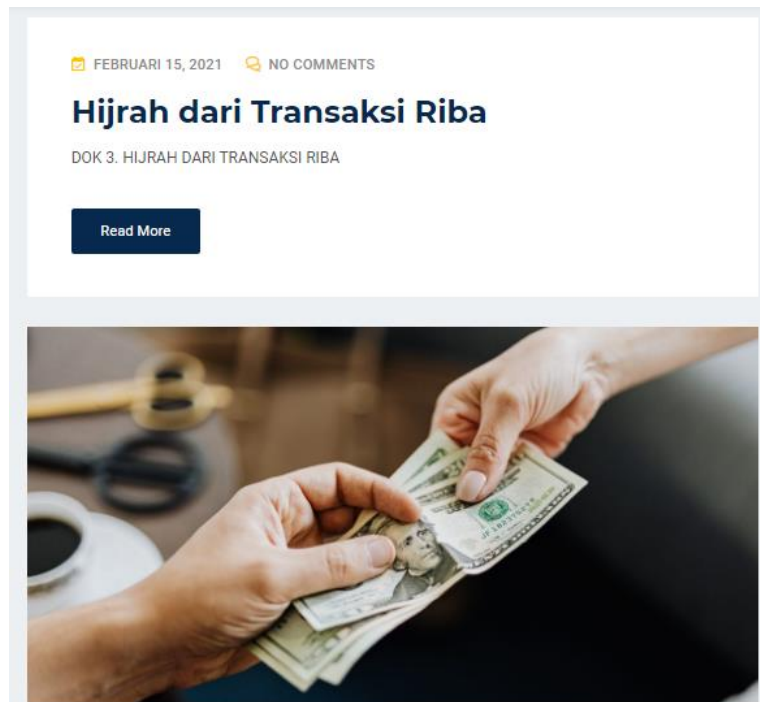 FEBRUARI 15, 2021 NO COMMENTS
Hijrah dari Transaksi Riba
DOK 3. HIJRAH DARI TRANSAKSI RIBA
Read More